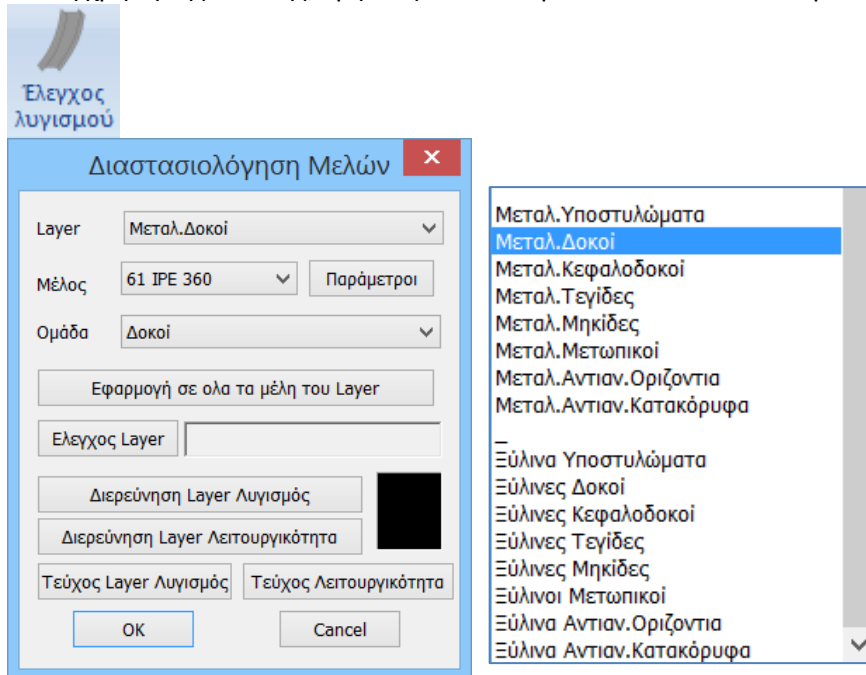 Έλεγχος
λυγισμού
Διαστασιολόγηση Μελών
Layer Μεταλ.Δοκοί
Μέλος 61 IPE 360 Παράμετροι
Ομάδα Δοκοί
Εφαρμογή σε ολα τα μέλη του Layer
Ελεγχος Layer
Διερεύνηση Layer Λυγισμός
Διερεύνηση Layer Λειτουργικότητα
Τεύχος Layer Λυγισμός Τεύχος Λειτουργικότητα
OK Cancel
Μεταλ.Υποστυλώματα
Μεταλ.Δοκοί
Μεταλ.Κεφαλοδοκοί
Μεταλ.Τεγίδες
Μεταλ.Μηκίδες
Μεταλ.Μετωπικοί
Μεταλ.Αντιαν.Οριζοντια
Μεταλ.Αντιαν.Κατακόρυφα
_
Ξύλινα Υποστυλώματα
Ξύλινες Δοκοί
Ξύλινες Κεφαλοδοκοί
Ξύλινες Τεγίδες
Ξύλινες Μηκίδες
Ξύλινοι Μετωπικοί
Ξύλινα Αντιαν.Οριζοντια
Ξύλινα Αντιαν.Κατακόρυφα